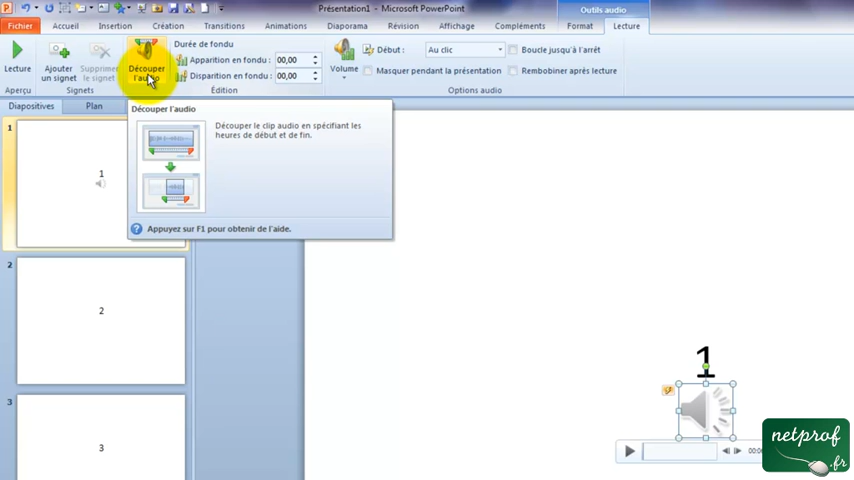 Présentation1 - Microsoft PowerPoint
Outils audio
Fichier Accueil Insertion Création Transitions Animations Diaporama Révision Affichage Compléments Format Lecture
Lecture
Ajouter
un signet
Supprimer
le signet
Découper
l'audio
Durée de fondu
Apparition en fondu : 00,00
Disparition en fondu : 00,00
Volume
Début : Au clic
Masquer pendant la présentation
Boucle jusqu'à l'arrêt
Rembobiner après lecture
Aperçu Signets Édition Options audio
Diapositives Plan
Découper l'audio
Découper le clip audio en spécifiant les
heures de début et de fin.
Appuyez sur F1 pour obtenir de l'aide.
1
1
2
2
3
3
1
netprof
.fr